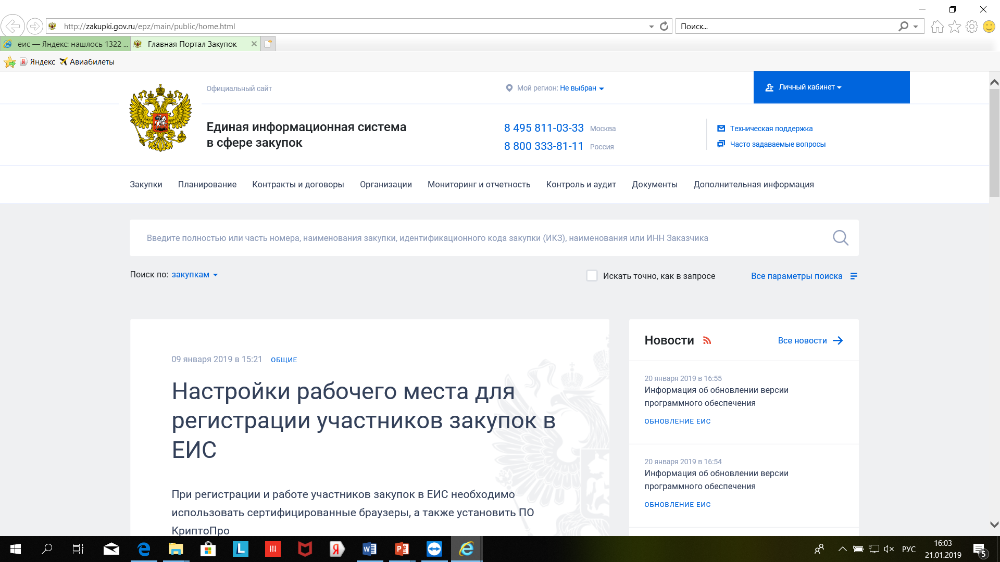 http://zakupki.gov.ru/epz/main/public/home.html
Поиск...
еис — Яндекс: нашлось 1322 ...
Главная Портал Закупок
Яндекс
Авиабилеты
Официальный сайт
Мой регион: Не выбран
Личный кабинет
Единая информационная система
в сфере закупок
8 495 811-03-33 Москва
8 800 333-81-11 Россия
Техническая поддержка
Часто задаваемые вопросы
Закупки Планирование Контракты и договоры Организации Мониторинг и отчетность Контроль и аудит Документы Дополнительная информация
Введите полностью или часть номера, наименования закупки, идентификационного кода закупки (ИКЗ), наименования или ИНН Заказчика
Поиск по: закупкам
Искать точно, как в запросе
Все параметры поиска
09 января 2019 в 15:21 ОБЩИЕ
Настройки рабочего места для
регистрации участников закупок в
ЕИС
При регистрации и работе участников закупок в ЕИС необходимо
использовать сертифицированные браузеры, а также установить ПО
КриптоПро
Новости
Все новости
20 января 2019 в 16:55
Информация об обновлении версии
программного обеспечения
ОБНОВЛЕНИЕ ЕИС
20 января 2019 в 16:54
Информация об обновлении версии
программного обеспечения
ОБНОВЛЕНИЕ ЕИС
РУС
16:03
21.01.2019
5